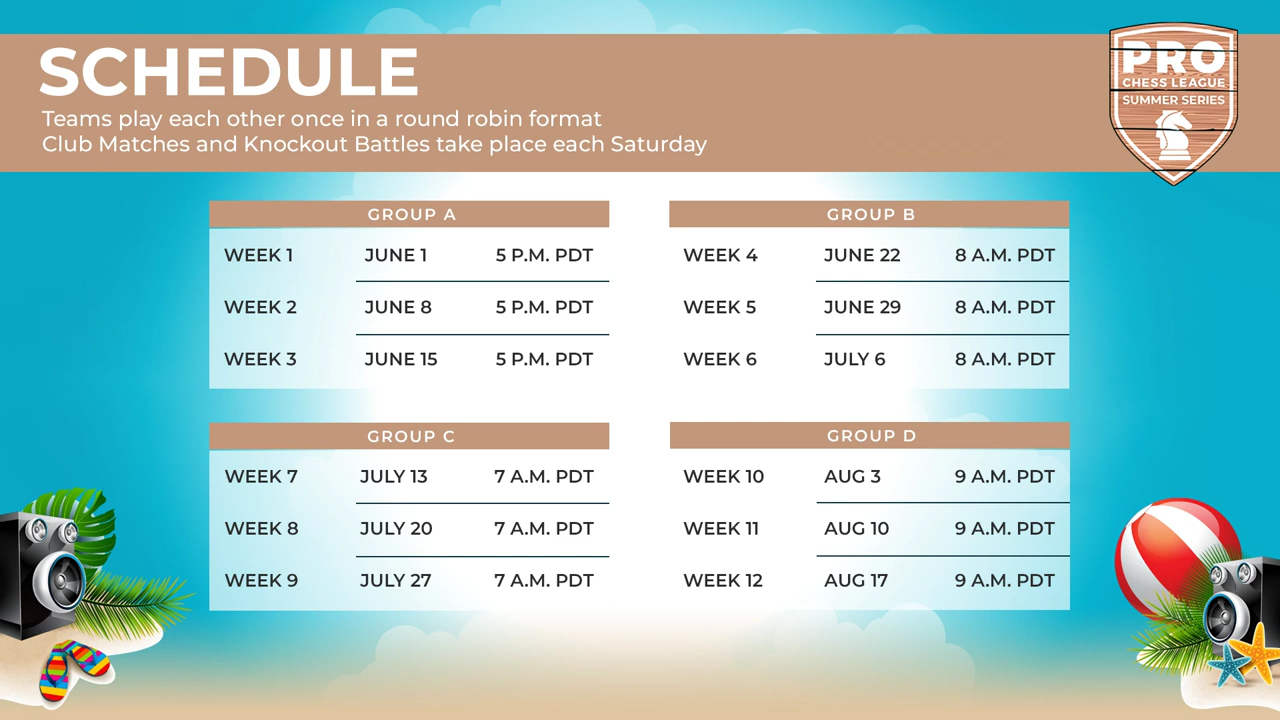 SCHEDULE
Teams play each other once in a round robin format
Club Matches and Knockout Battles take place each Saturday
PRO
CHESS LEAGUE
SUMMER SERIES
GROUP A
WEEK 1 JUNE 1 5 P.M. PDT
WEEK 2 JUNE 8 5 P.M. PDT
WEEK 3 JUNE 15 5 P.M. PDT
GROUP B
WEEK 4 JUNE 22 8 A.M. PDT
WEEK 5 JUNE 29 8 A.M. PDT
WEEK 6 JULY 6 8 A.M. PDT
GROUP C
WEEK 7 JULY 13 7 A.M. PDT
WEEK 8 JULY 20 7 A.M. PDT
WEEK 9 JULY 27 7 A.M. PDT
GROUP D
WEEK 10 AUG 3 9 A.M. PDT
WEEK 11 AUG 10 9 A.M. PDT
WEEK 12 AUG 17 9 A.M. PDT